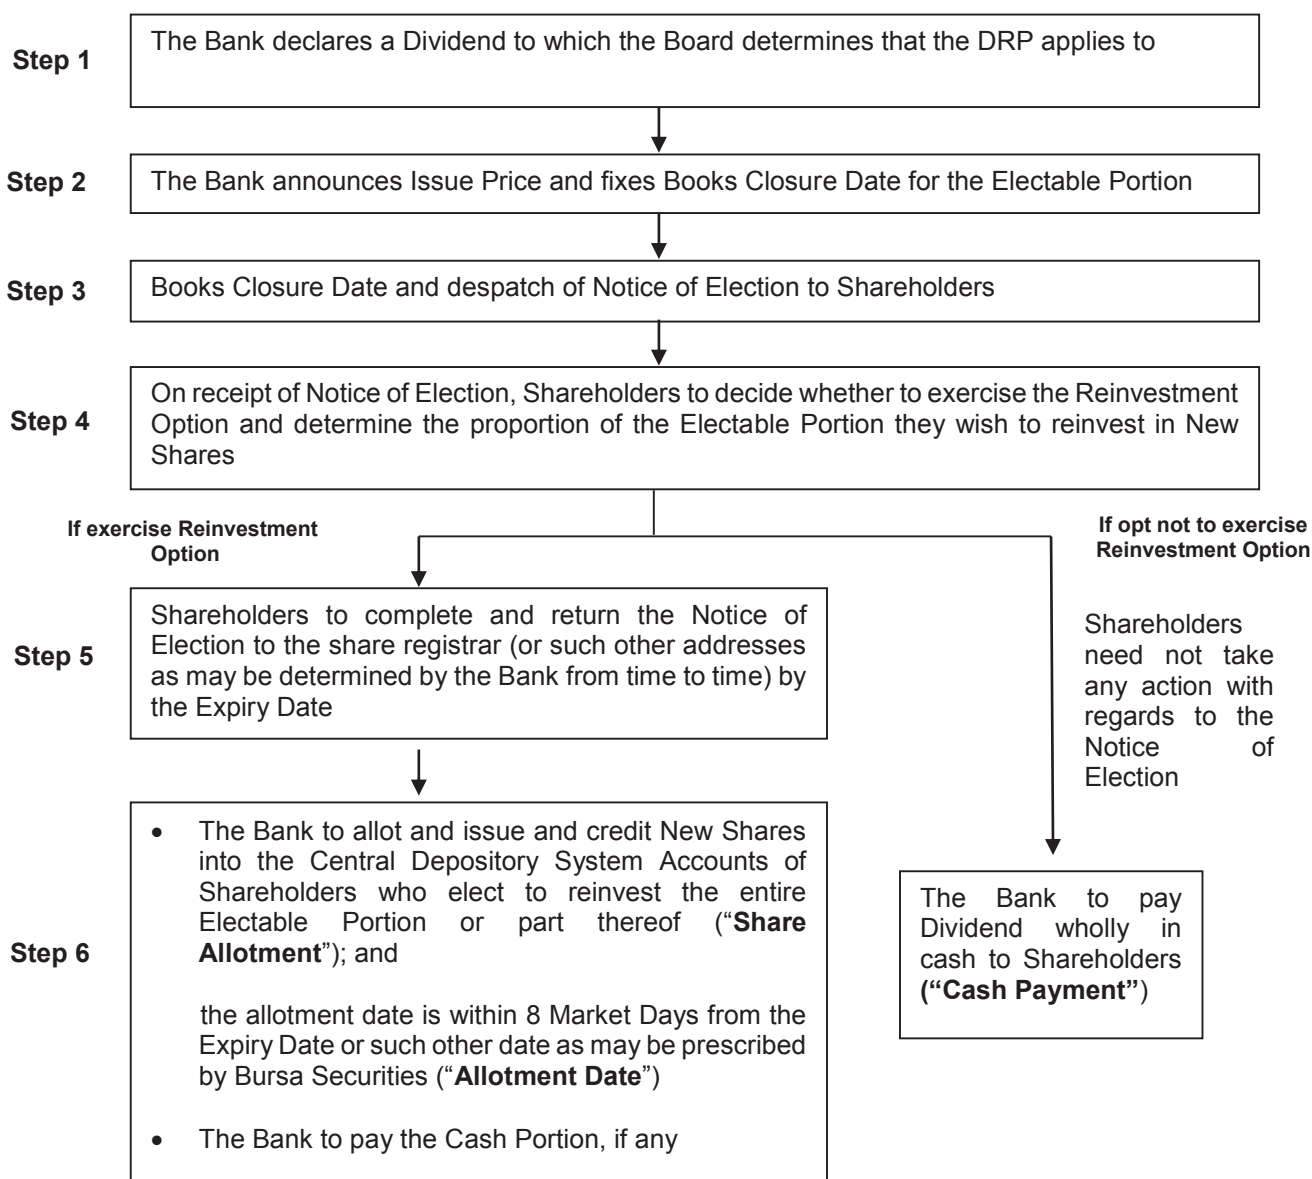 Step 1
The Bank declares a Dividend to which the Board determines that the DRP applies to
Step 2
The Bank announces Issue Price and fixes Books Closure Date for the Electable Portion
Step 3
Books Closure Date and despatch of Notice of Election to Shareholders
Step 4
On receipt of Notice of Election, Shareholders to decide whether to exercise the Reinvestment
Option and determine the proportion of the Electable Portion they wish to reinvest in New
Shares
If exercise Reinvestment
Option
If opt not to exercise
Reinvestment Option
Step 5
Shareholders to complete and return the Notice of
Election to the share registrar (or such other addresses
as may be determined by the Bank from time to time) by
the Expiry Date
Shareholders
need not take
any action with
regards to the
Notice of
Election
Step 6
• The Bank to allot and issue and credit New Shares
into the Central Depository System Accounts of
Shareholders who elect to reinvest the entire
Electable Portion or part thereof (“Share
Allotment”); and
the allotment date is within 8 Market Days from the
Expiry Date or such other date as may be prescribed
by Bursa Securities (“Allotment Date”)
• The Bank to pay the Cash Portion, if any
The Bank to pay
Dividend wholly in
cash to Shareholders
(“Cash Payment”)